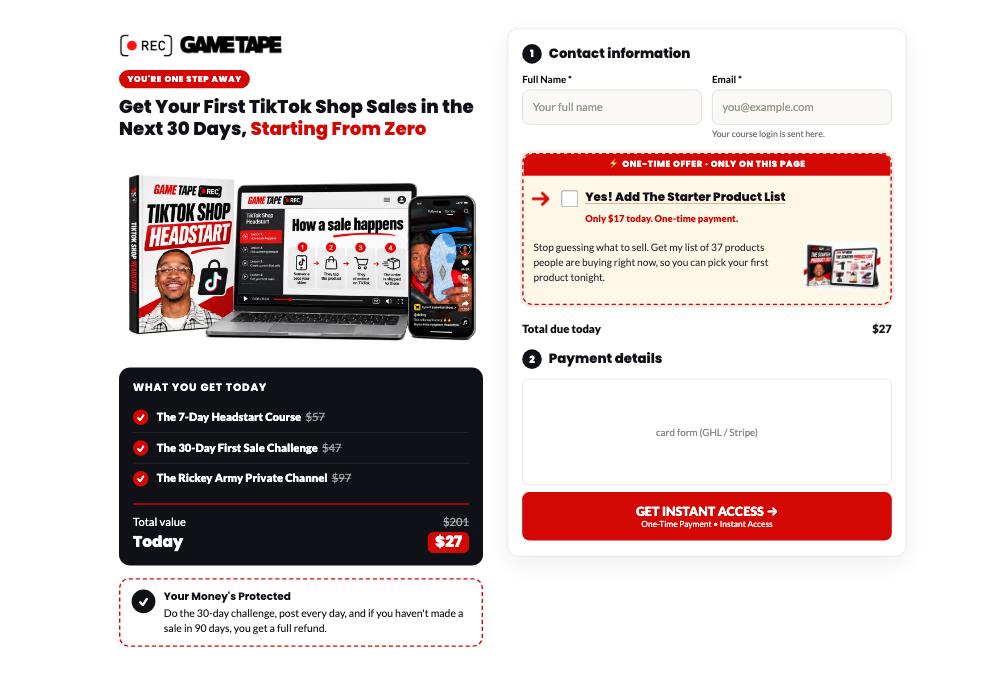 REC GAMETAPE
YOU'RE ONE STEP AWAY
Get Your First TikTok Shop Sales in the
Next 30 Days, Starting From Zero
GAME TAPE REC
TIKTOK SHOP
HEADSTART
TIKTOK SHOP HEADSTART
GAME TAPE REC
TikTok Shop
Headstart
How a sale happens
1 2 3 4
WHAT YOU GET TODAY
The 7-Day Headstart Course $57
The 30-Day First Sale Challenge $47
The Rickey Army Private Channel $97
Total value $201
Today $27
Your Money's Protected
Do the 30-day challenge, post every day, and if you haven't made a
sale in 90 days, you get a full refund.
1 Contact information
Full Name * Email *
Your full name you@example.com
Your course login is sent here.
⚡ ONE-TIME OFFER · ONLY ON THIS PAGE
→ Yes! Add The Starter Product List
Only $17 today. One-time payment.
Stop guessing what to sell. Get my list of 37 products
people are buying right now, so you can pick your first
product tonight.
Total due today $27
2 Payment details
card form (GHL / Stripe)
GET INSTANT ACCESS →
One-Time Payment • Instant Access